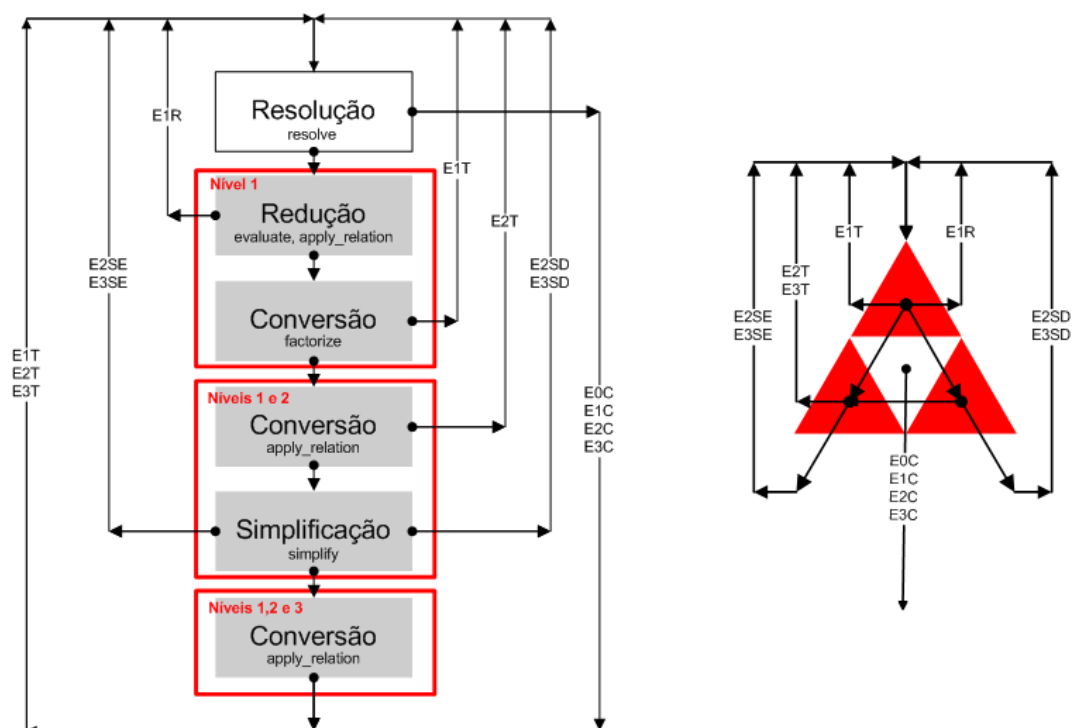 Resolução
resolve
E1R
E1T
Nível 1
Redução
evaluate, apply_relation
E2T
E2SE
E3SE
E2SD
E3SD
Conversão
factorize
E1T
E2T
E3T
Níveis 1 e 2
Conversão
apply_relation
E0C
E1C
E2C
E3C
Simplificação
simplify
Níveis 1,2 e 3
Conversão
apply_relation
E1T
E1R
E2T
E3T
E2SE
E3SE
E2SD
E3SD
E0C
E1C
E2C
E3C